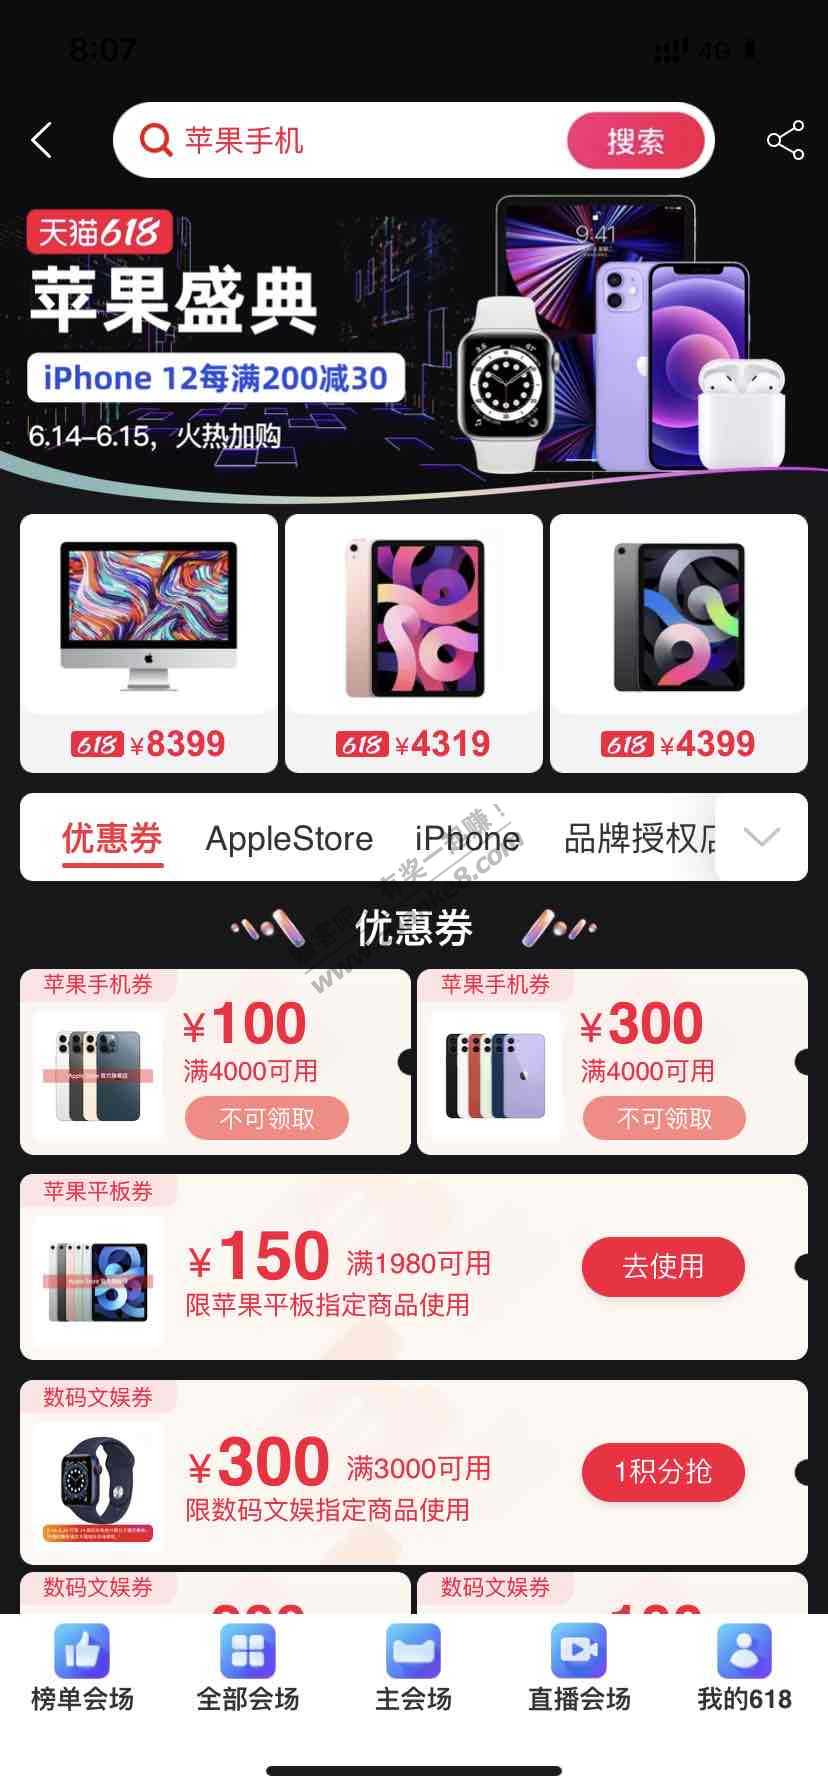 8:07
4G
苹果手机
搜索
天猫618
苹果盛典
iPhone 12每满200减30
6.14–6.15，火热加购
9:41
618 ¥8399
618 ¥4319
618 ¥4399
优惠券 AppleStore iPhone 品牌授权店
优惠券
苹果手机券
¥100
满4000可用
不可领取
苹果手机券
¥300
满4000可用
不可领取
苹果平板券
¥150 满1980可用
限苹果平板指定商品使用
去使用
数码文娱券
¥300 满3000可用
限数码文娱指定商品使用
1积分抢
数码文娱券
数码文娱券
榜单会场
全部会场
主会场
直播会场
我的618